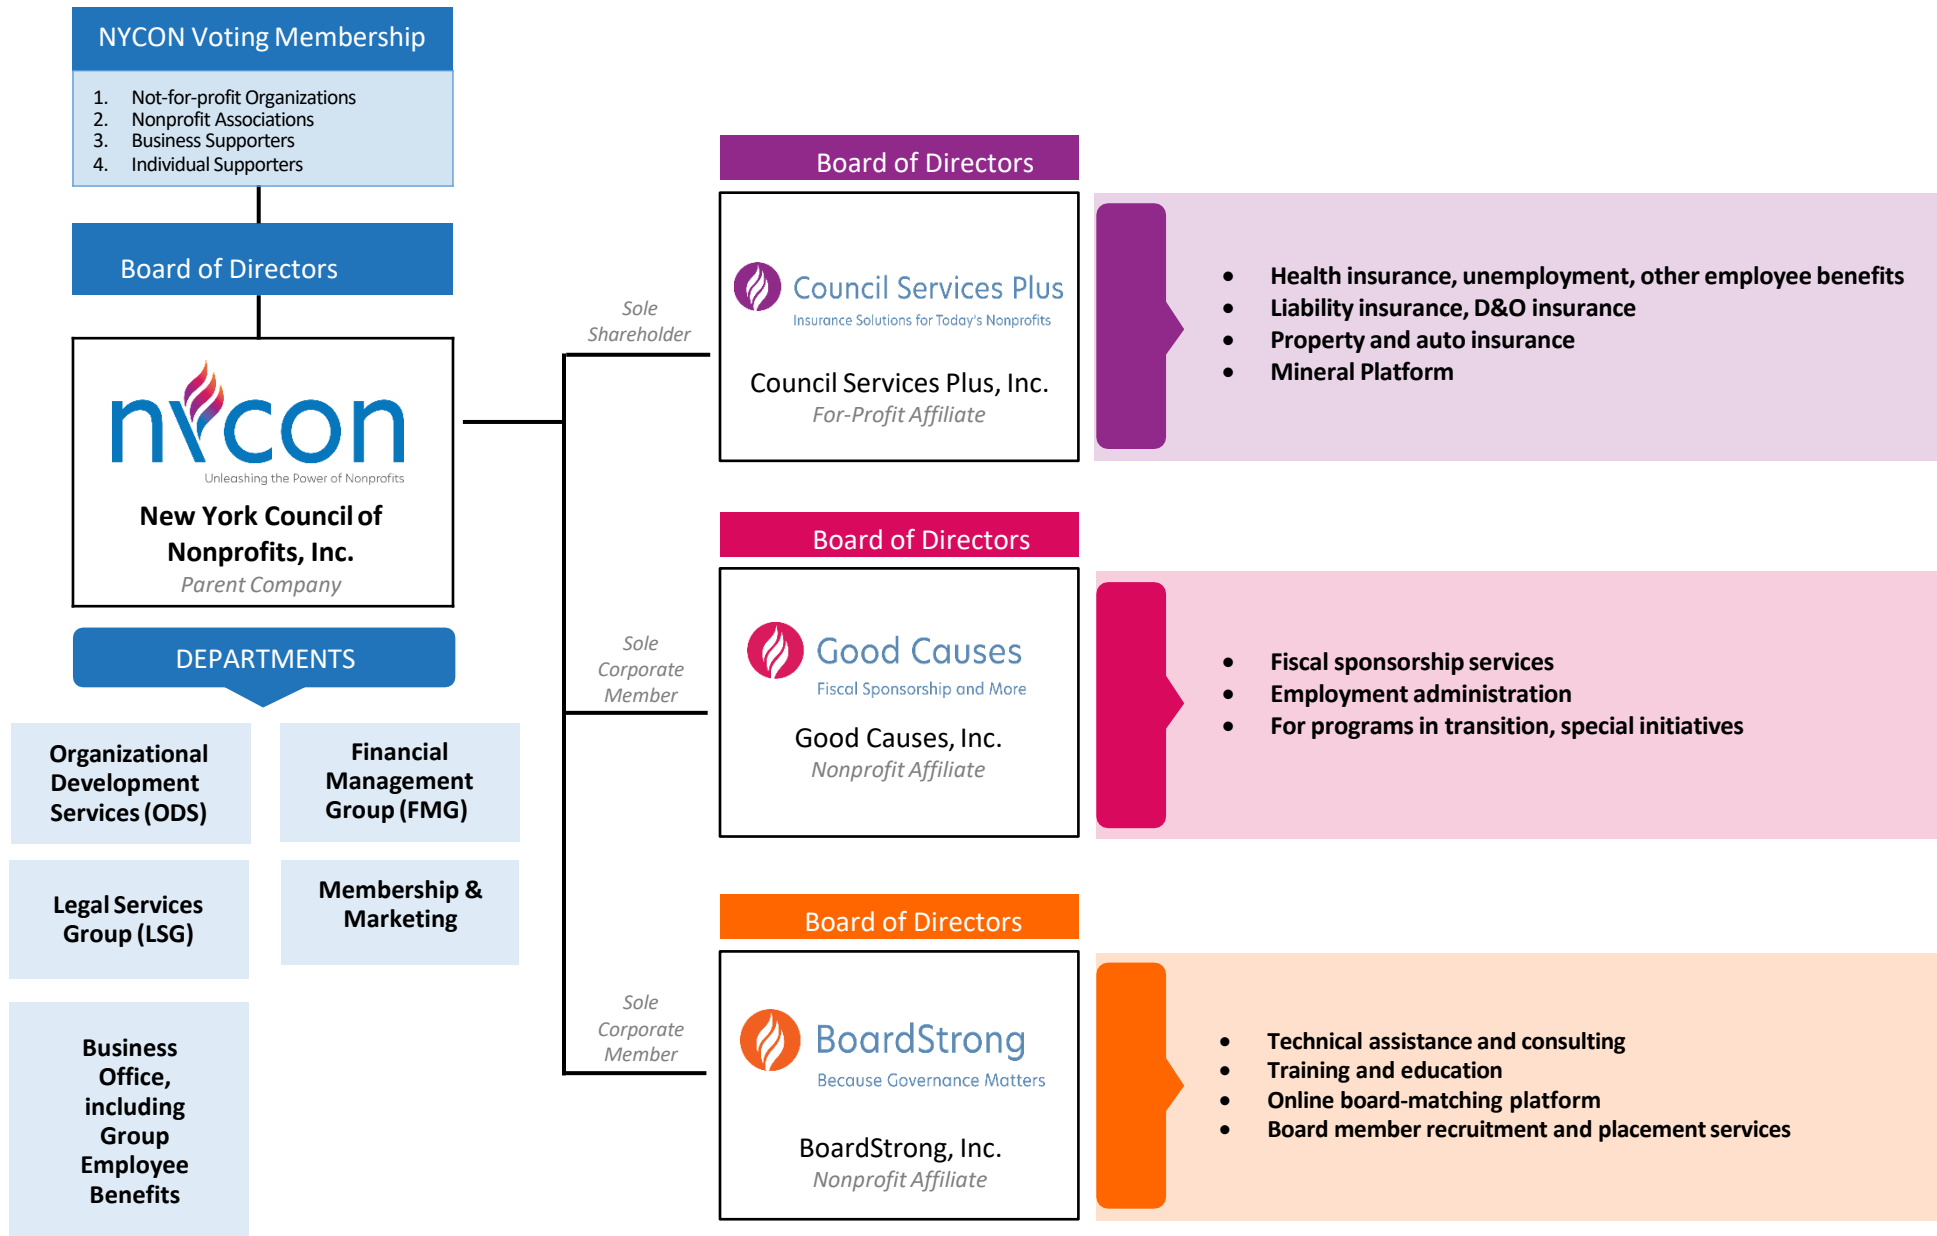 NYCON Voting Membership
1. Not-for-profit Organizations
2. Nonprofit Associations
3. Business Supporters
4. Individual Supporters
Board of Directors
nycon
Unleashing the Power of Nonprofits
New York Council of
Nonprofits, Inc.
Parent Company
DEPARTMENTS
Organizational
Development
Services (ODS)
Financial
Management
Group (FMG)
Legal Services
Group (LSG)
Membership &
Marketing
Business
Office,
including
Group
Employee
Benefits
Sole
Shareholder
Board of Directors
Council Services Plus
Insurance Solutions for Today's Nonprofits
Council Services Plus, Inc.
For-Profit Affiliate
• Health insurance, unemployment, other employee benefits
• Liability insurance, D&O insurance
• Property and auto insurance
• Mineral Platform
Sole
Corporate
Member
Board of Directors
Good Causes
Fiscal Sponsorship and More
Good Causes, Inc.
Nonprofit Affiliate
• Fiscal sponsorship services
• Employment administration
• For programs in transition, special initiatives
Sole
Corporate
Member
Board of Directors
BoardStrong
Because Governance Matters
BoardStrong, Inc.
Nonprofit Affiliate
• Technical assistance and consulting
• Training and education
• Online board-matching platform
• Board member recruitment and placement services